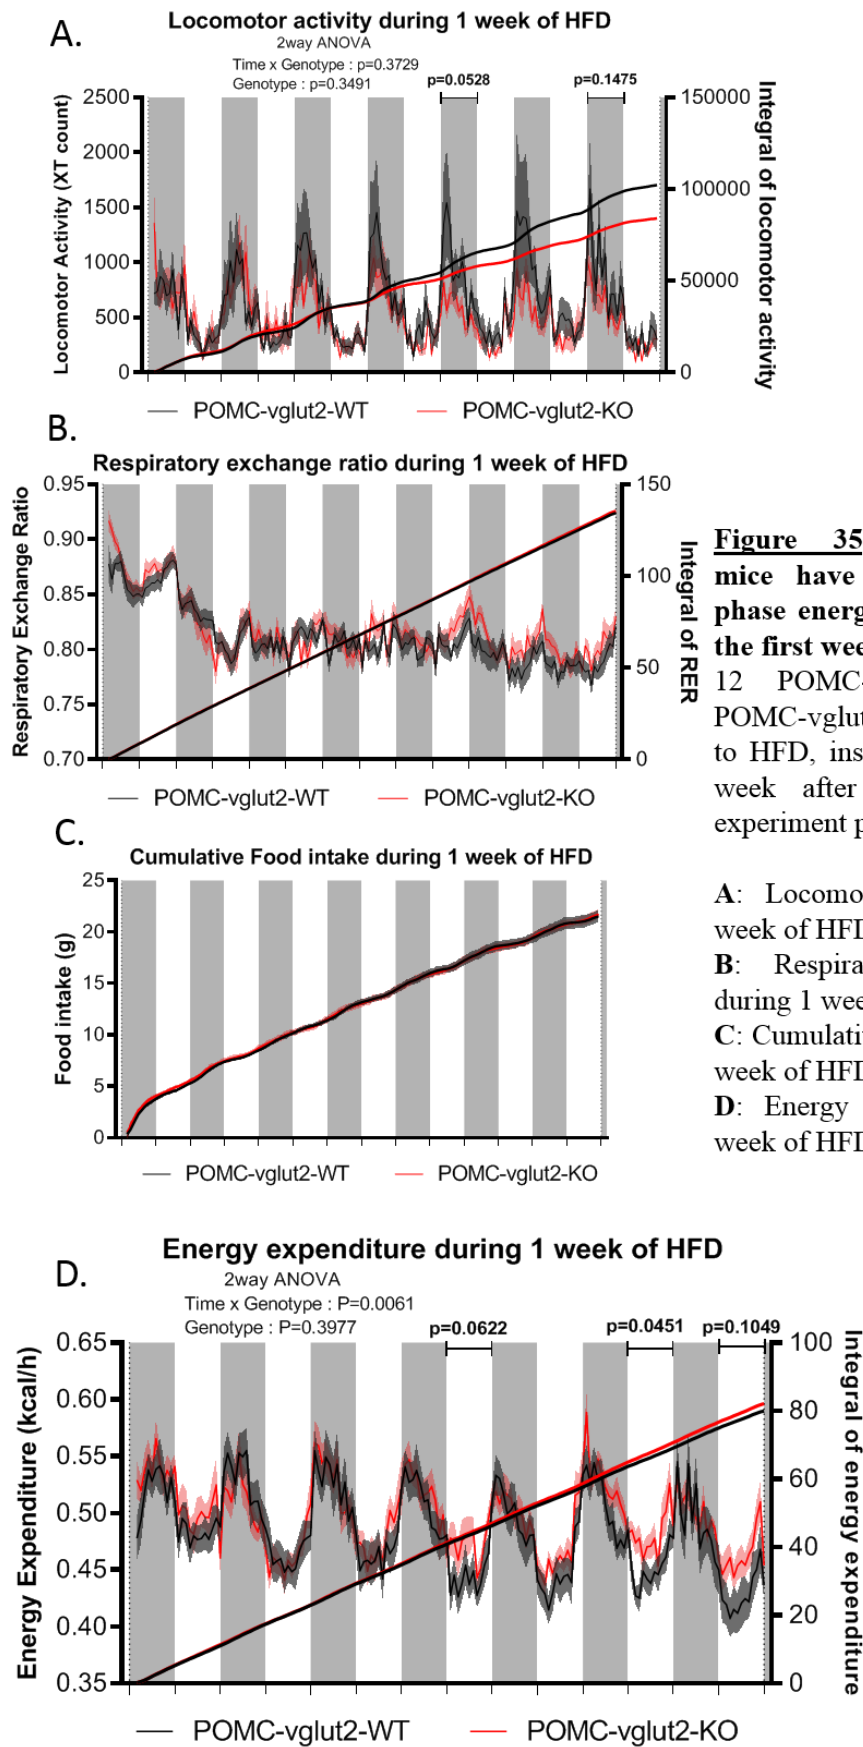 A.
Locomotor activity during 1 week of HFD
2way ANOVA
Time x Genotype : p=0.3729
Genotype : p=0.3491
p=0.0528
p=0.1475
Locomotor Activity (XT count)
2500
2000
1500
1000
500
0
150000
100000
50000
0
Integral of locomotor activity
POMC-vglut2-WT
POMC-vglut2-KO
B.
Respiratory exchange ratio during 1 week of HFD
Respiratory Exchange Ratio
0.95
0.90
0.85
0.80
0.75
0.70
150
100
50
0
Integral of RER
POMC-vglut2-WT
POMC-vglut2-KO
C.
Cumulative Food intake during 1 week of HFD
Food intake (g)
25
20
15
10
5
0
POMC-vglut2-WT
POMC-vglut2-KO
Figure 35
mice have
phase energ
the first wee
12 POMC-
POMC-vglut
to HFD, ins
week after
experiment p
A: Locomo
week of HFD
B: Respira
during 1 wee
C: Cumulati
week of HFD
D: Energy
week of HFD
D.
Energy expenditure during 1 week of HFD
2way ANOVA
Time x Genotype : P=0.0061
Genotype : P=0.3977
p=0.0622
p=0.0451
p=0.1049
Energy Expenditure (kcal/h)
0.65
0.60
0.55
0.50
0.45
0.40
0.35
100
80
60
40
20
0
Integral of energy expenditure
POMC-vglut2-WT
POMC-vglut2-KO